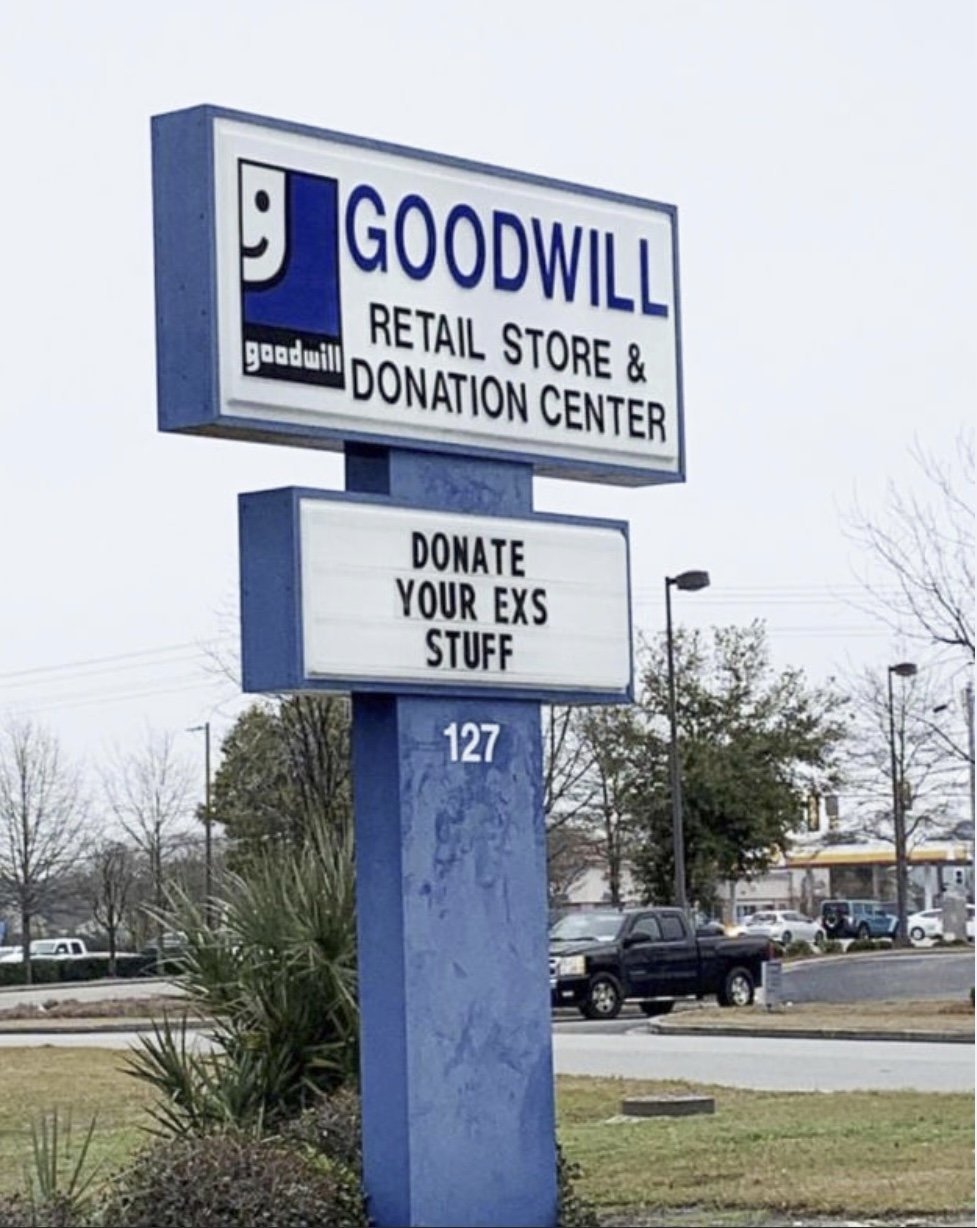 GOODWILL
RETAIL STORE &
DONATION CENTER
goodwill
DONATE
YOUR EXS
STUFF
127